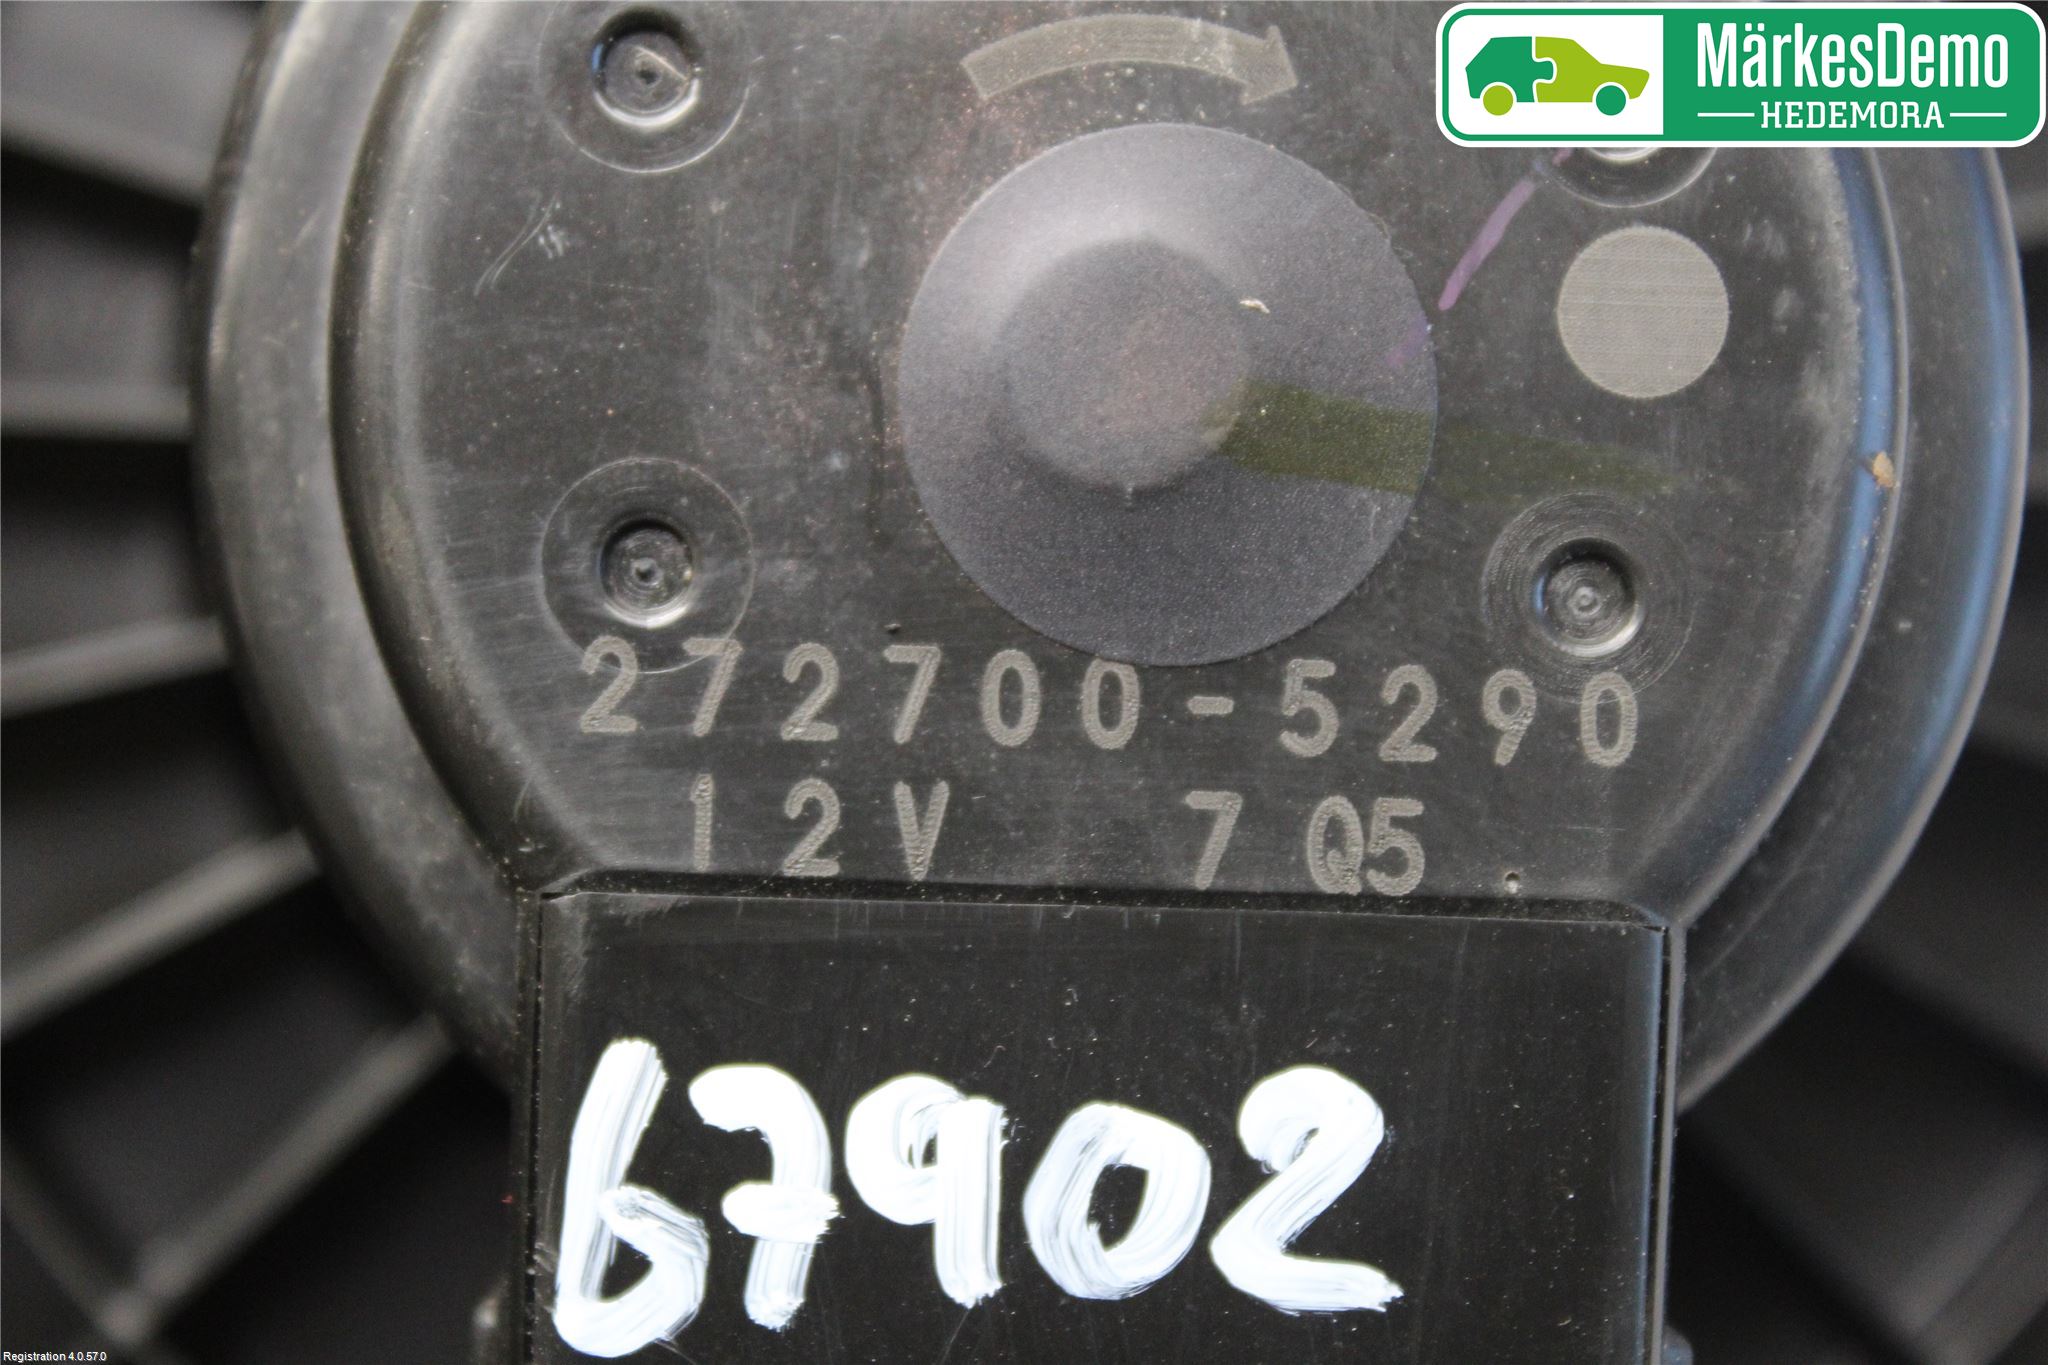 MärkesDemo
HEDEMORA
272700-5290
12V 7Q5
67902
Registration 4.0.57.0